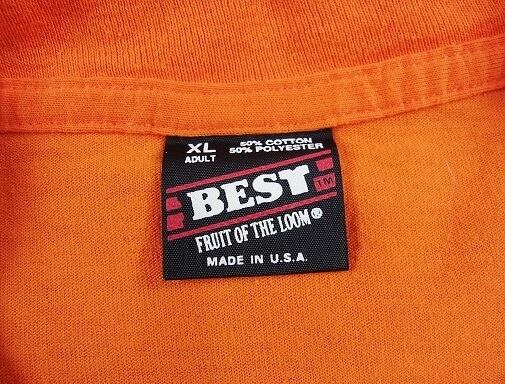 XL 50% COTTON
ADULT 50% POLYESTER
BEST TM
FRUIT OF THE LOOM®
MADE IN U.S.A.